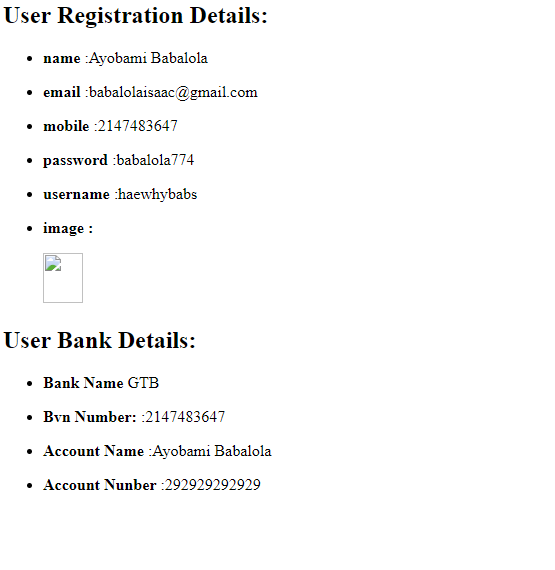 User Registration Details:
name :Ayobami Babalola
email :babalolaisaac@gmail.com
mobile :2147483647
password :babalola774
username :haewhybabs
image :
User Bank Details:
Bank Name GTB
Bvn Number: :2147483647
Account Name :Ayobami Babalola
Account Nunber :292929292929